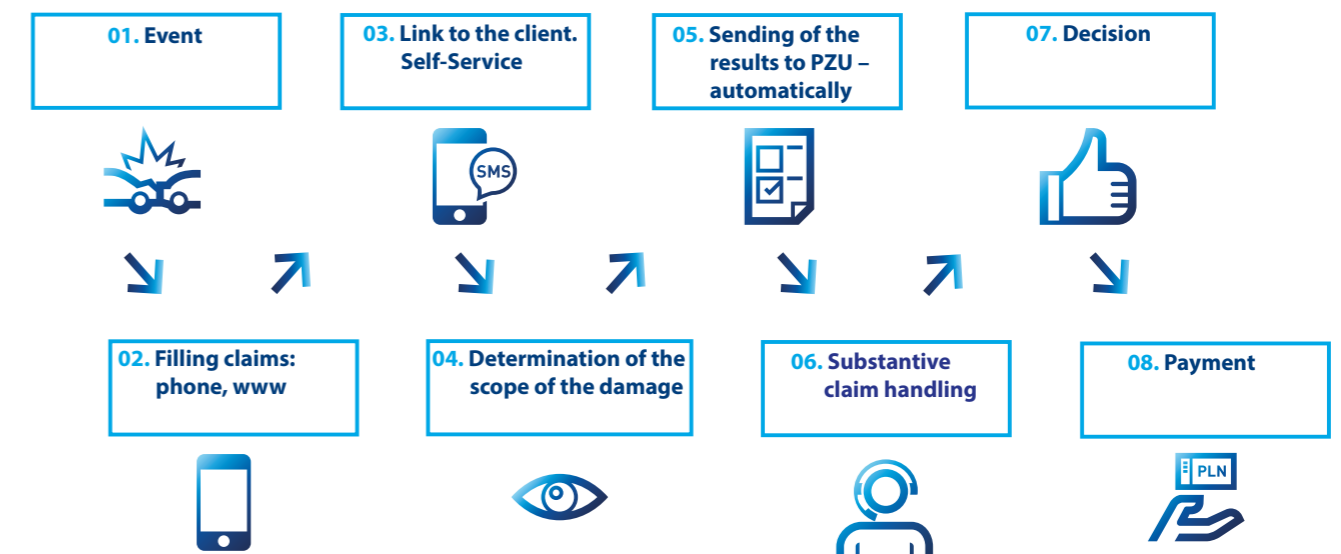 01. Event
03. Link to the client.
Self-Service
05. Sending of the
results to PZU –
automatically
07. Decision
SMS
02. Filling claims:
phone, www
04. Determination of the
scope of the damage
06. Substantive
claim handling
08. Payment
PLN